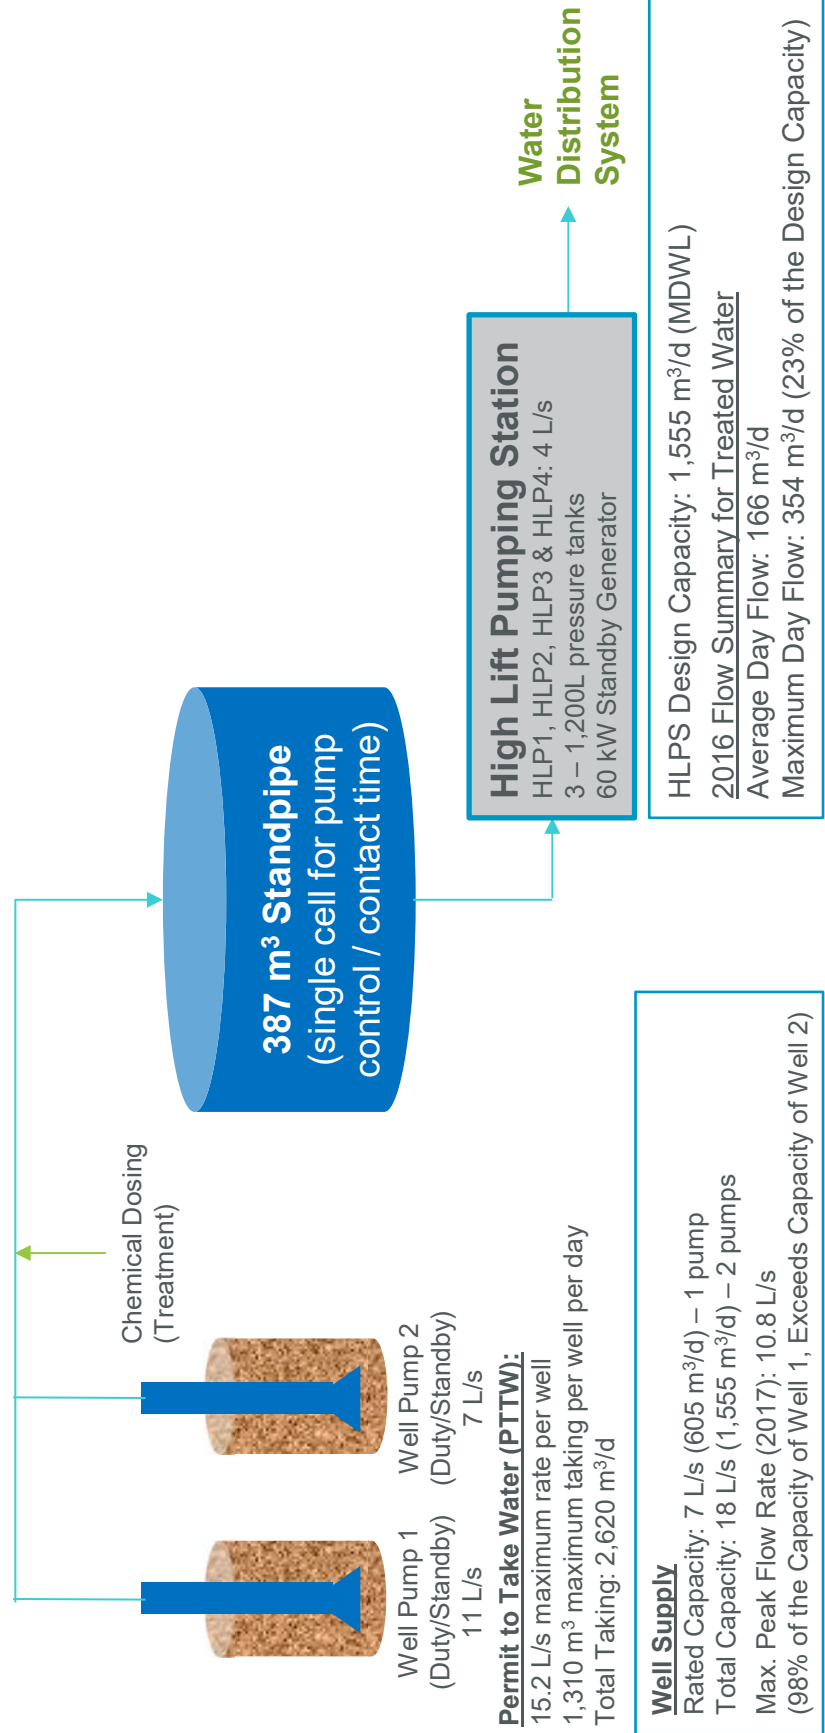 Chemical Dosing
(Treatment)
Well Pump 1
(Duty/Standby)
11 L/s
Well Pump 2
(Duty/Standby)
7 L/s
387 m³ Standpipe
(single cell for pump
control / contact time)
High Lift Pumping Station
HLP1, HLP2, HLP3 & HLP4: 4 L/s
3 – 1,200L pressure tanks
60 kW Standby Generator
Water
Distribution
System
Permit to Take Water (PTTW):
15.2 L/s maximum rate per well
1,310 m³ maximum taking per well per day
Total Taking: 2,620 m³/d
Well Supply
Rated Capacity: 7 L/s (605 m³/d) – 1 pump
Total Capacity: 18 L/s (1,555 m³/d) – 2 pumps
Max. Peak Flow Rate (2017): 10.8 L/s
(98% of the Capacity of Well 1, Exceeds Capacity of Well 2)
HLPS Design Capacity: 1,555 m³/d (MDWL)
2016 Flow Summary for Treated Water
Average Day Flow: 166 m³/d
Maximum Day Flow: 354 m³/d (23% of the Design Capacity)